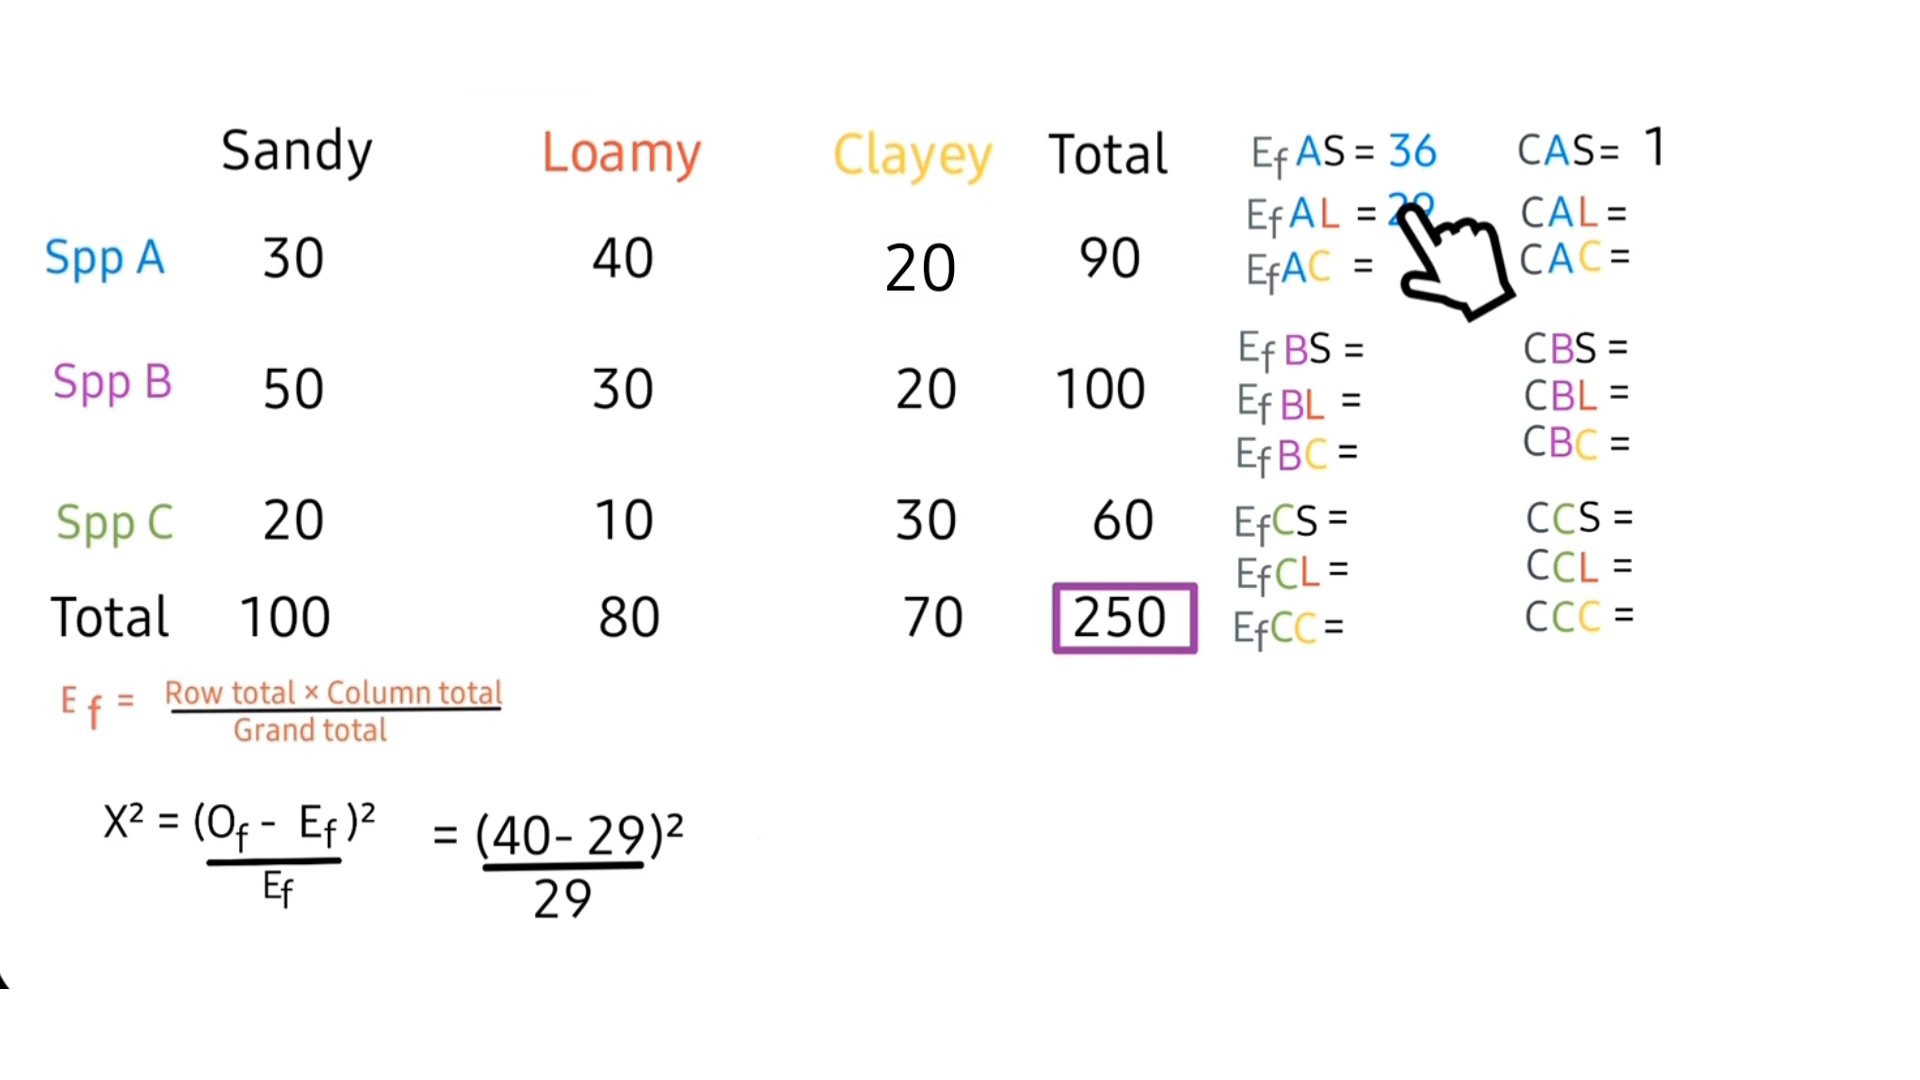 Sandy Loamy Clayey Total
Spp A 30 40 20 90
Spp B 50 30 20 100
Spp C 20 10 30 60
Total 100 80 70 250
E f = Row total × Column total
Grand total
X² = (Of - Ef )² = (40- 29)²
Ef 29
Ef AS = 36
Ef AL = 29
Ef AC =
Ef BS =
Ef BL =
Ef BC =
Ef CS =
Ef CL =
Ef CC =
CAS= 1
CAL=
CAC=
CBS =
CBL =
CBC =
CCS =
CCL =
CCC =